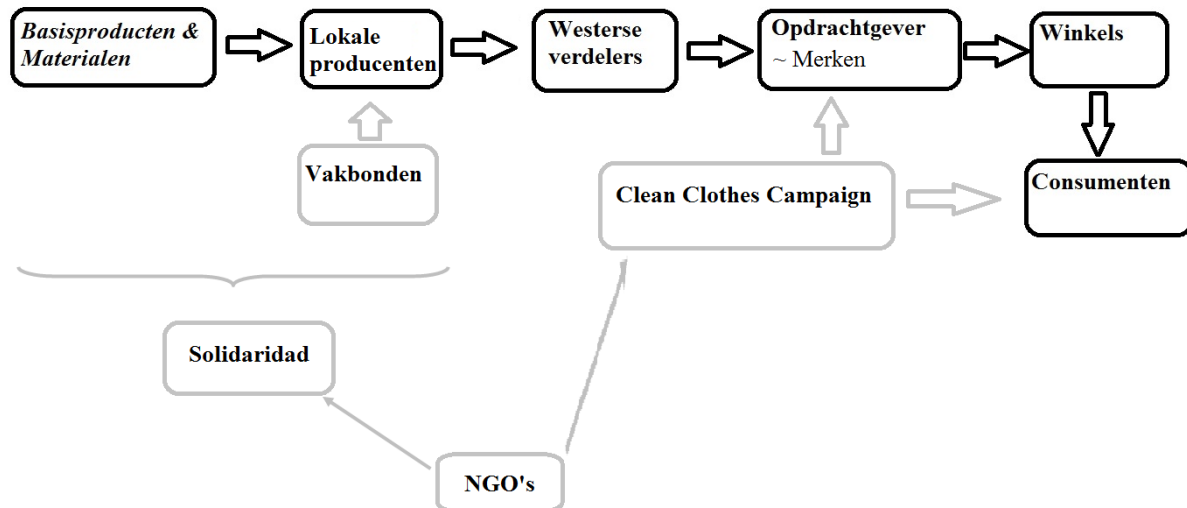 Basisproducten &
Materialen
Lokale
producenten
Westerse
verdelers
Opdrachtgever
~ Merken
Winkels
Vakbonden
Clean Clothes Campaign
Consumenten
Solidaridad
NGO's